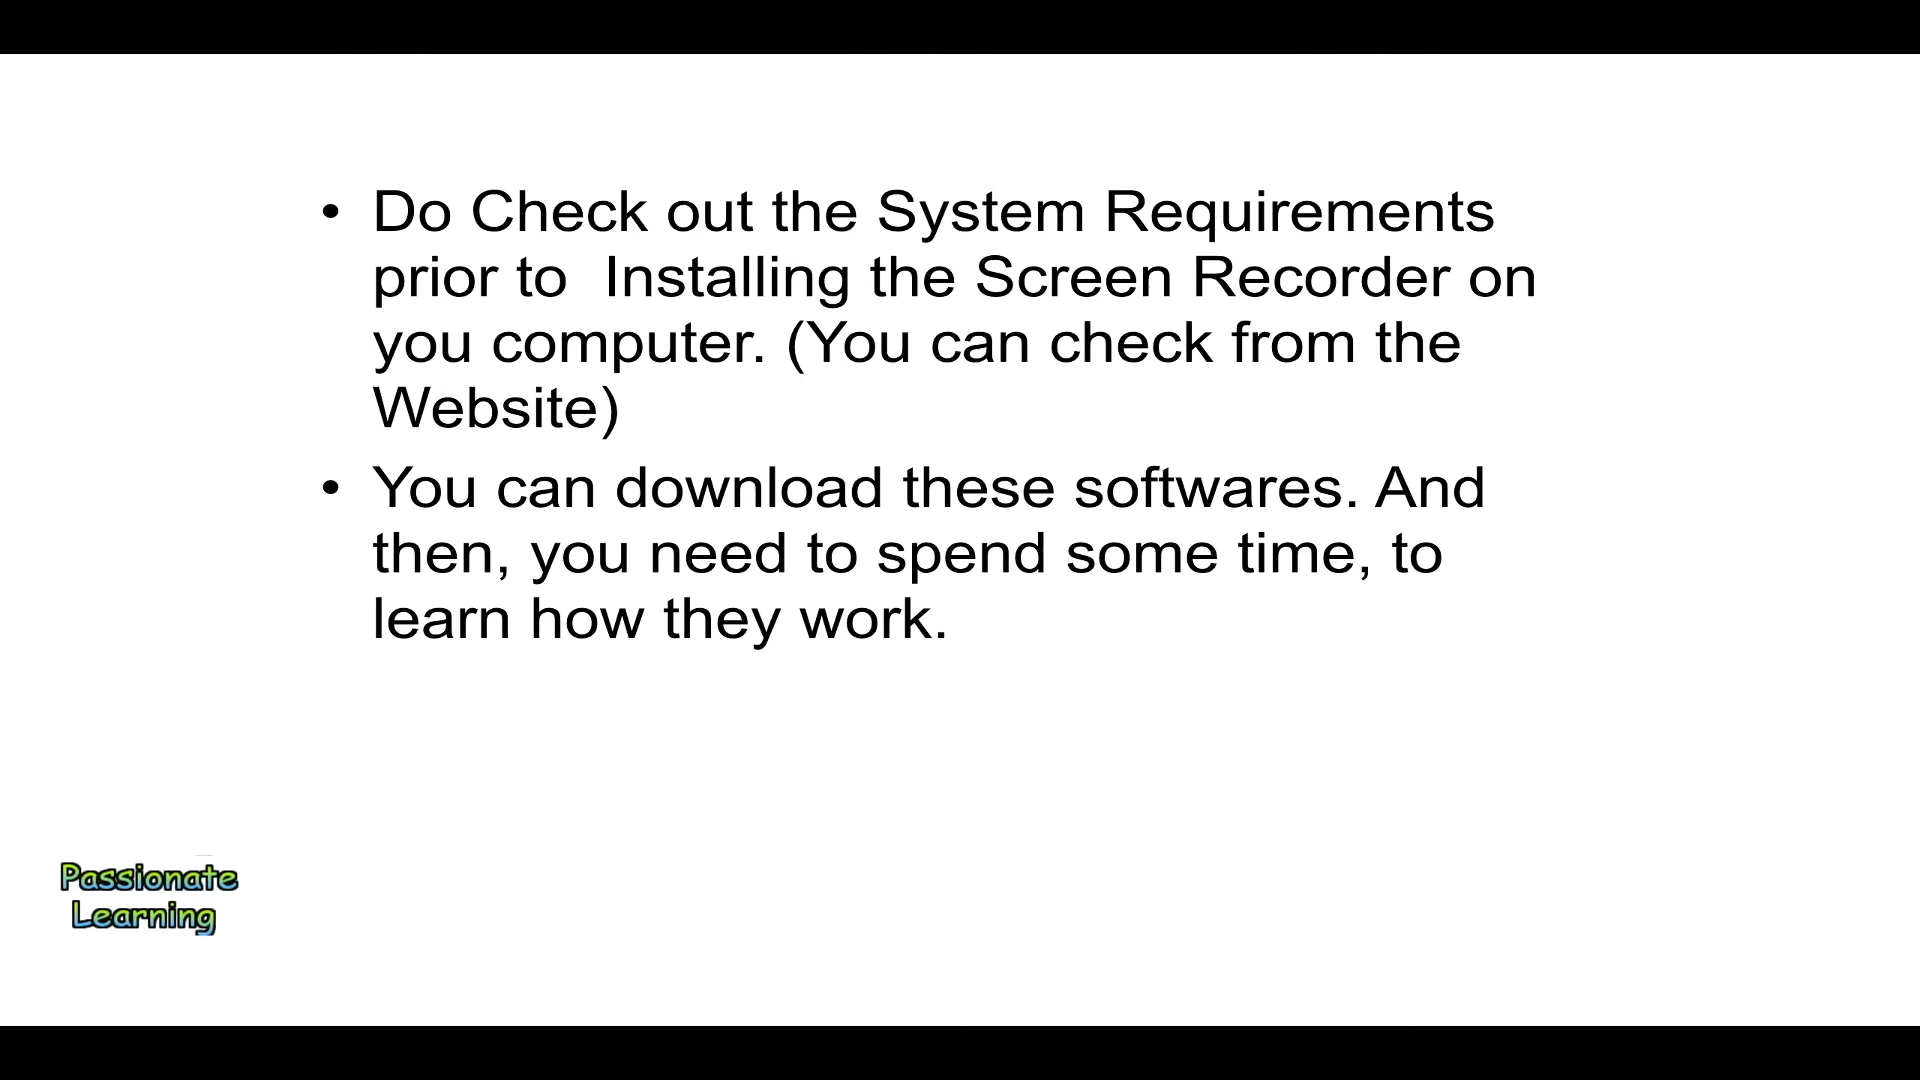 • Do Check out the System Requirements
prior to  Installing the Screen Recorder on
you computer. (You can check from the
Website)
• You can download these softwares. And
then, you need to spend some time, to
learn how they work.
Passionate
Learning